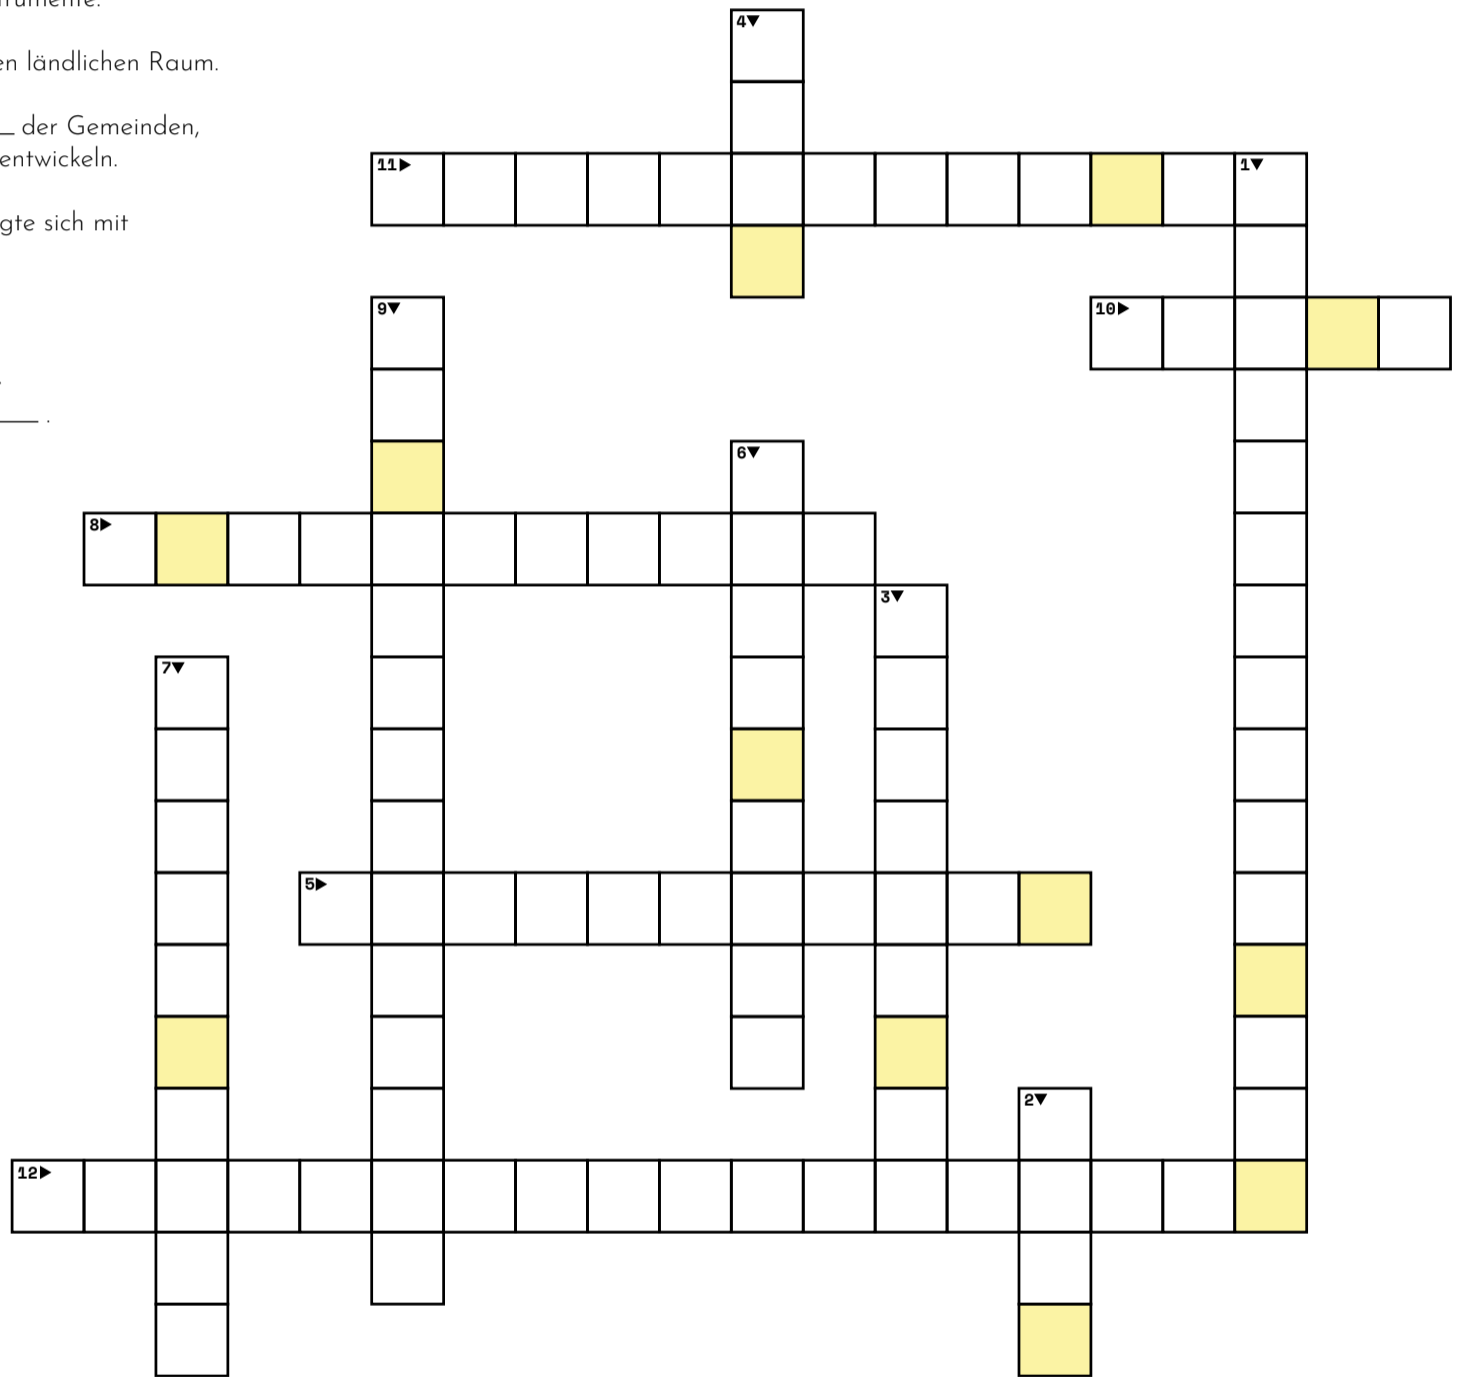 en ländlichen Raum.
der Gemeinden,
entwickeln.
sich mit
.
4▼
11▶ 1▼
9▼ 10▶
6▼
8▶
3▼
7▼
5▶
2▼
12▶